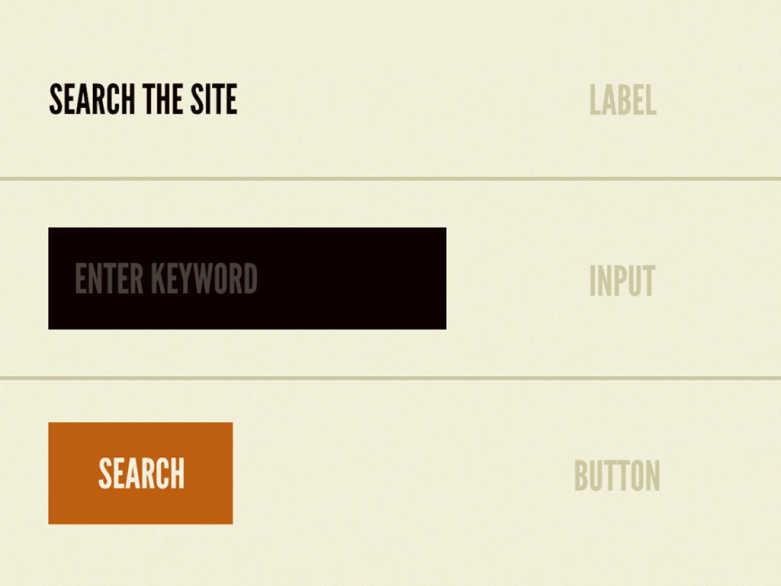 SEARCH THE SITE
LABEL
ENTER KEYWORD
INPUT
SEARCH
BUTTON